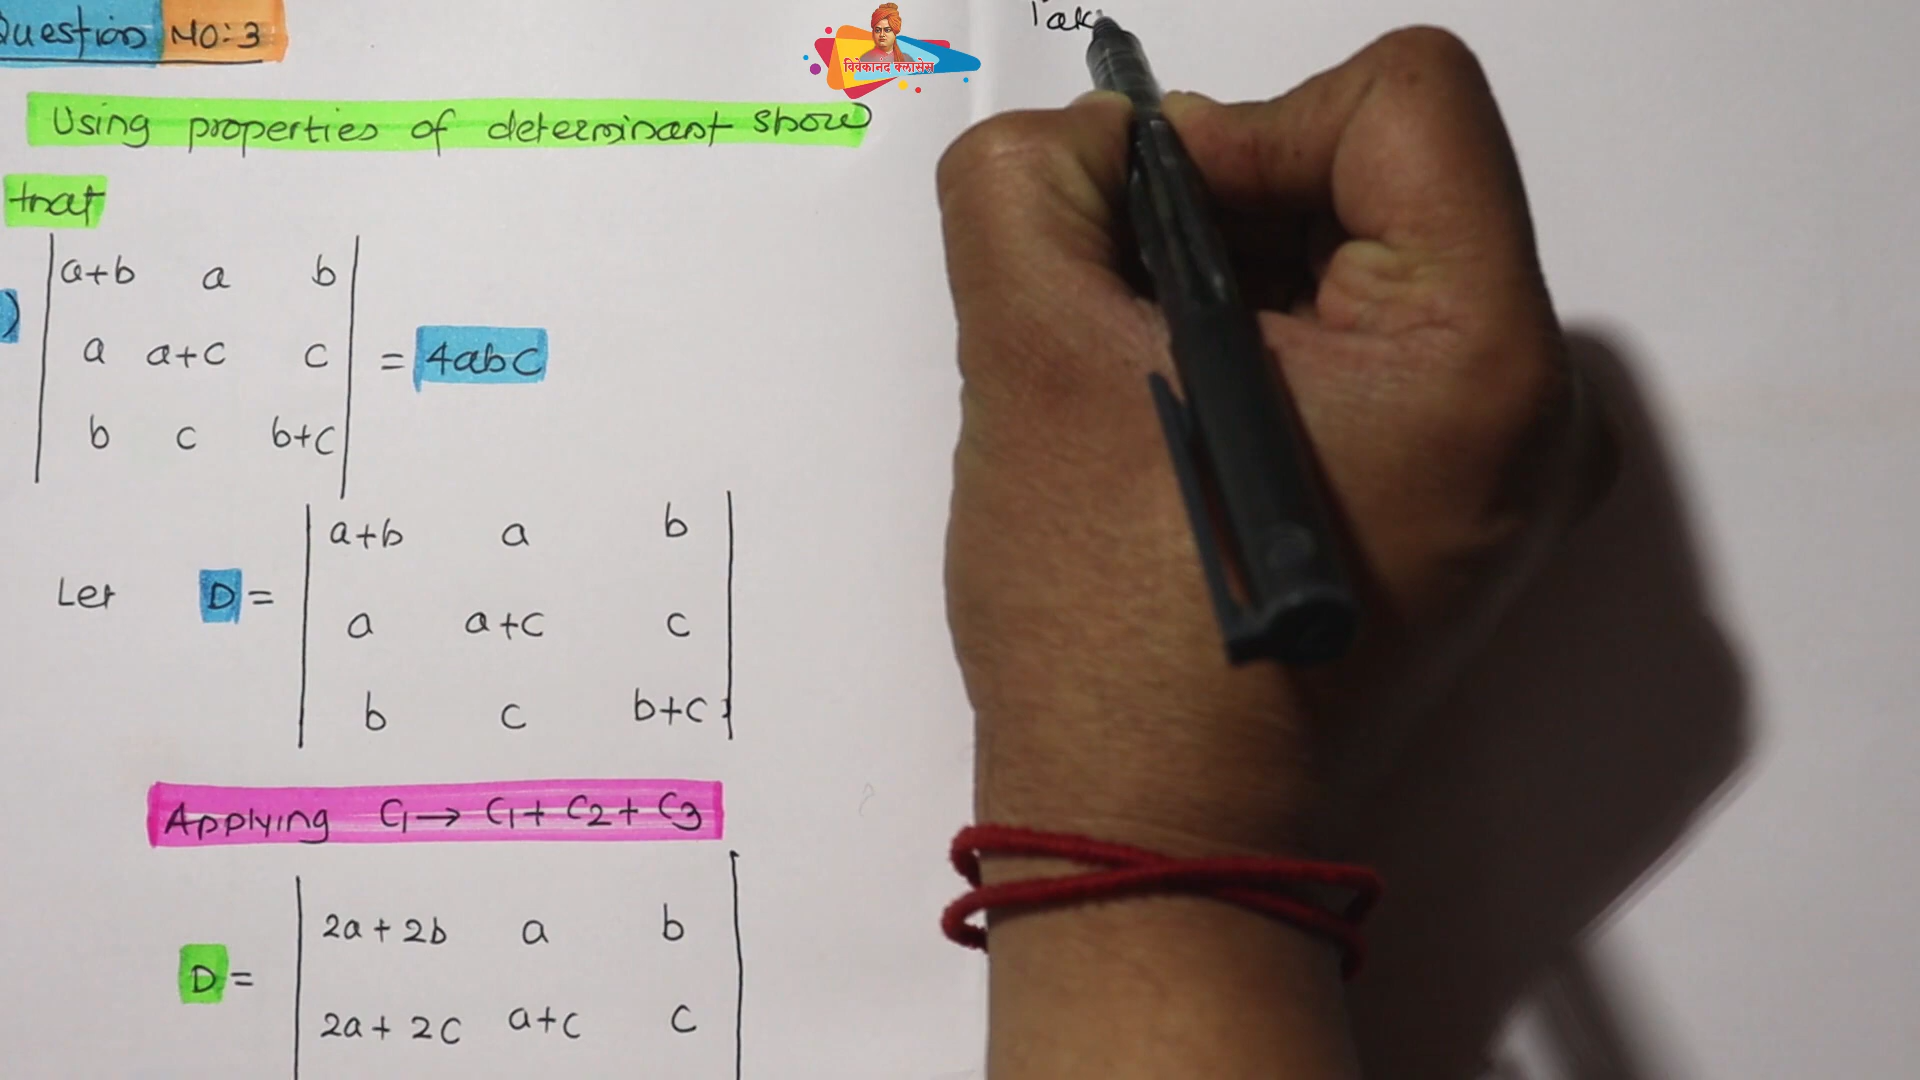 Question NO:3
विवेकानंद क्लासेस
Using properties of determinant show
that
) | a+b a b |
| a a+c c | = 4abc
| b c b+c |
Let D = | a+b a b |
| a a+c c |
| b c b+c |
Applying C1 → C1 + C2 + C3
D = | 2a + 2b a b |
| 2a + 2c a+c c |
Tak